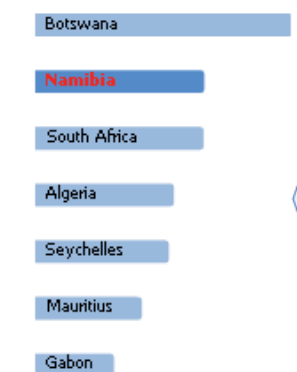 Botswana
Namibia
South Africa
Algeria
Seychelles
Mauritius
Gabon